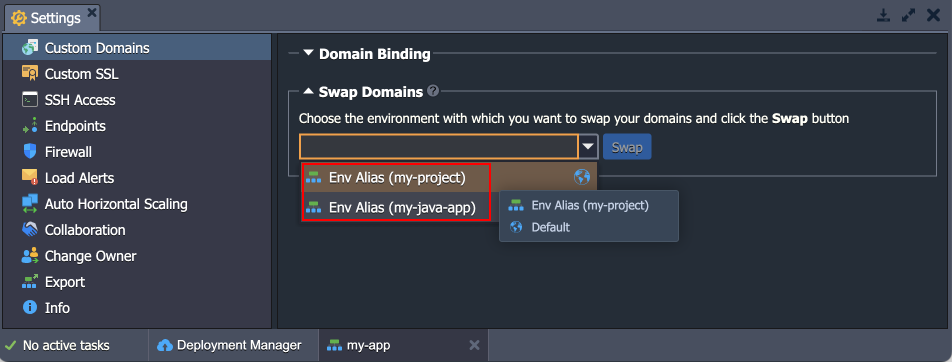 Settings
Custom Domains
Custom SSL
SSH Access
Endpoints
Firewall
Load Alerts
Auto Horizontal Scaling
Collaboration
Change Owner
Export
Info
Domain Binding
Swap Domains ?
Choose the environment with which you want to swap your domains and click the Swap button
Swap
Env Alias (my-project)
Env Alias (my-java-app)
Env Alias (my-project)
Default
No active tasks
Deployment Manager
my-app